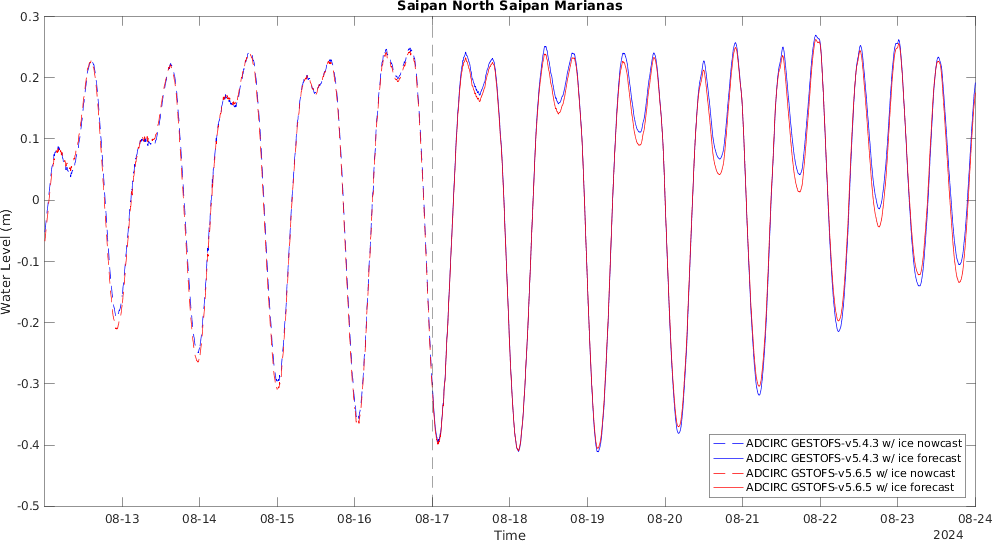 Saipan North Saipan Marianas
Water Level (m)
0.3
0.2
0.1
0
-0.1
-0.2
-0.3
-0.4
-0.5
ADCIRC GESTOFS-v5.4.3 w/ ice nowcast
ADCIRC GESTOFS-v5.4.3 w/ ice forecast
ADCIRC GSTOFS-v5.6.5 w/ ice nowcast
ADCIRC GSTOFS-v5.6.5 w/ ice forecast
08-13 08-14 08-15 08-16 08-17 08-18 08-19 08-20 08-21 08-22 08-23 08-24
Time
2024